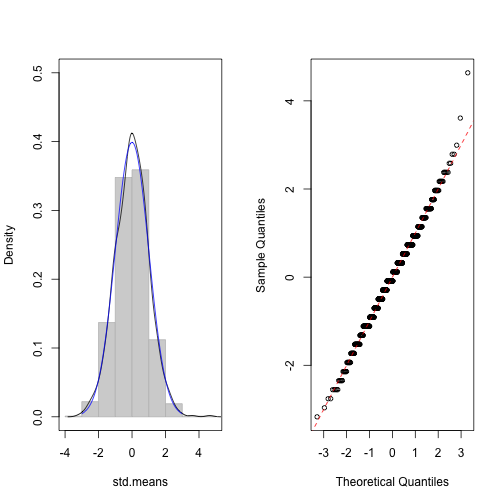 Density
0.0 0.1 0.2 0.3 0.4 0.5
-4 -2 0 2 4
std.means
Sample Quantiles
-2 0 2 4
-3 -2 -1 0 1 2 3
Theoretical Quantiles